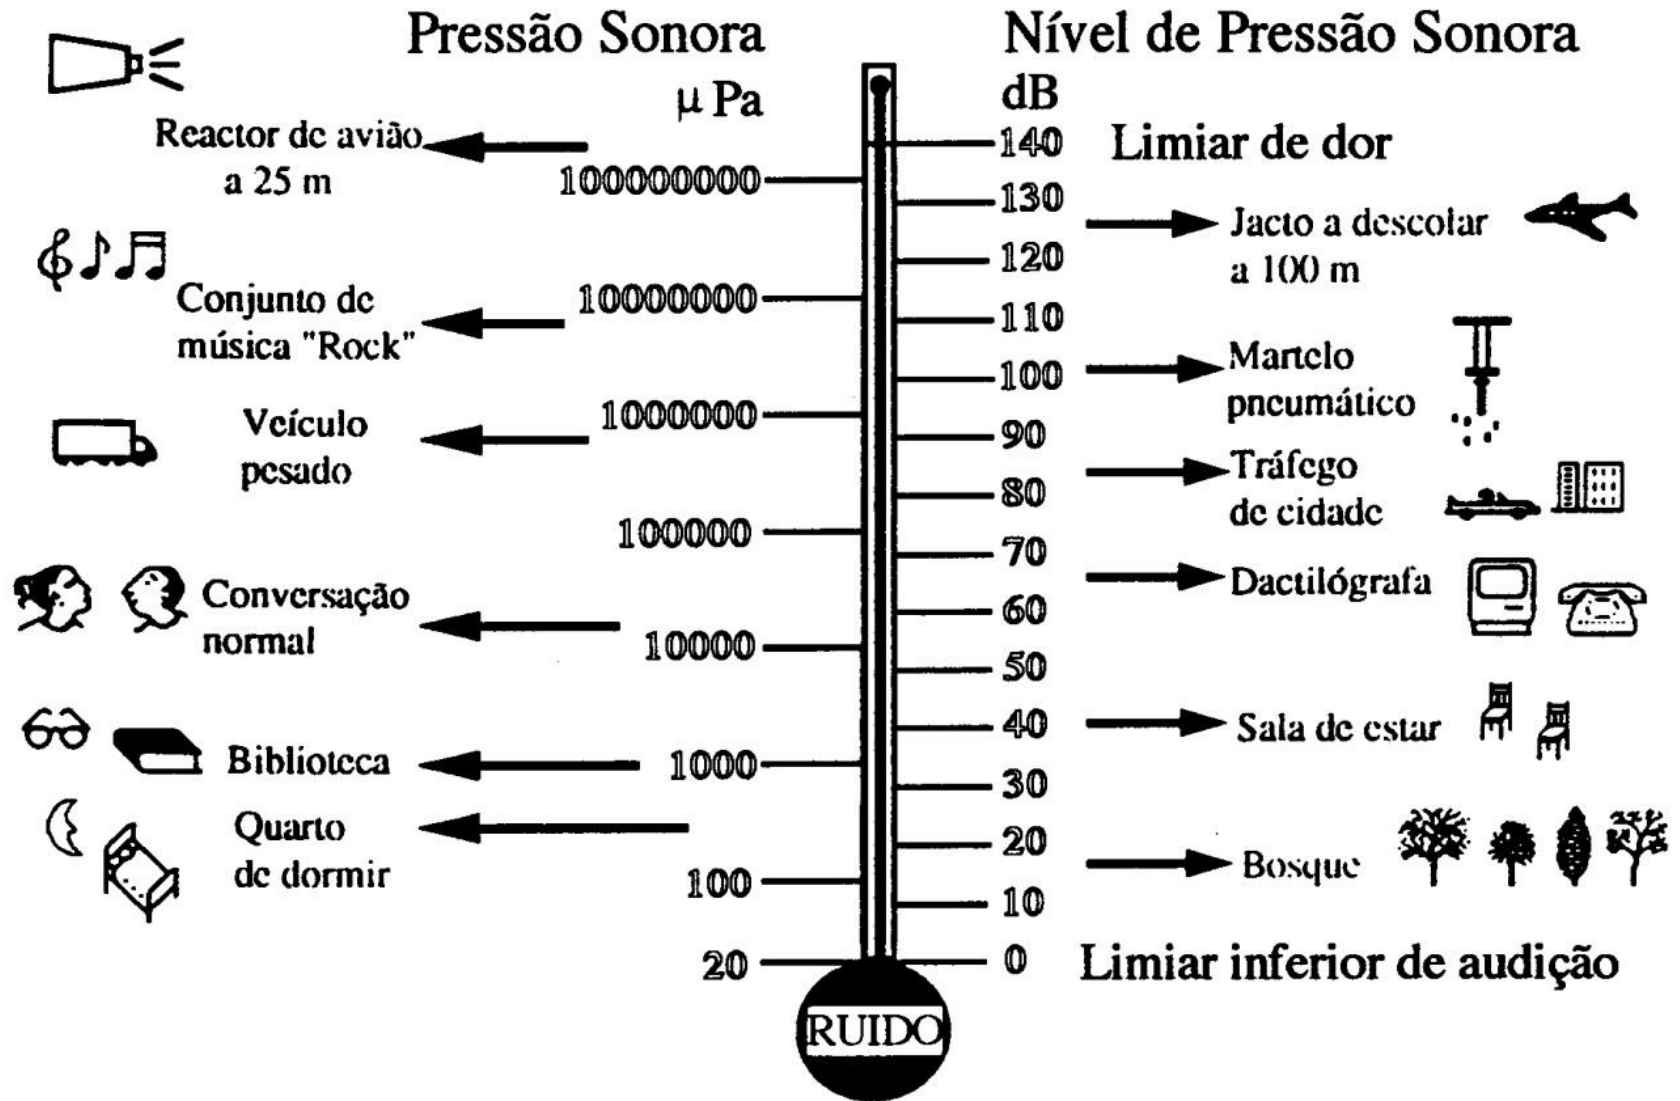 Pressão Sonora
μ Pa
Reactor de avião
a 25 m
100000000
Conjunto de
música "Rock"
10000000
Veículo
pesado
1000000
100000
Conversação
normal
10000
Biblioteca
1000
Quarto
de dormir
100
20
Nível de Pressão Sonora
dB
140
Limiar de dor
130
Jacto a descolar
a 100 m
120
110
Martelo
pneumático
100
90
Tráfego
de cidade
80
70
Dactilógrafa
60
50
40
Sala de estar
30
20
Bosque
10
0
Limiar inferior de audição
RUIDO